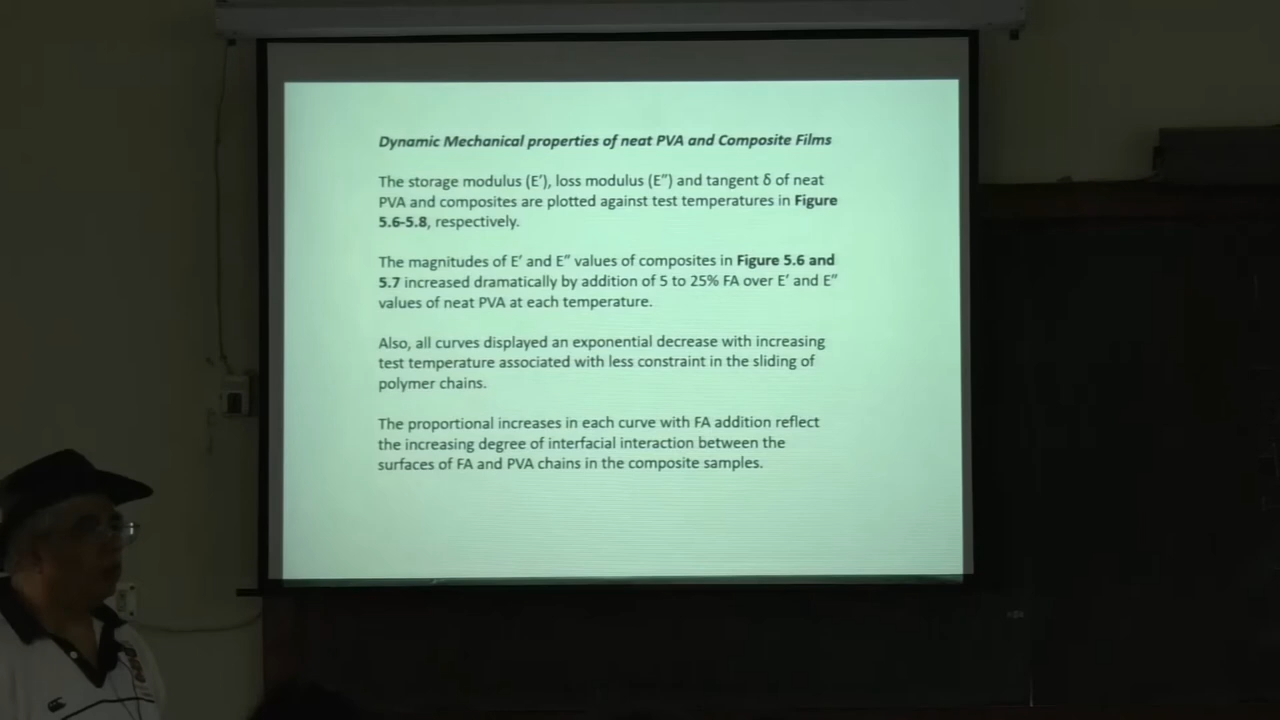 Dynamic Mechanical properties of neat PVA and Composite Films
The storage modulus (E’), loss modulus (E”) and tangent δ of neat
PVA and composites are plotted against test temperatures in Figure
5.6-5.8, respectively.
The magnitudes of E’ and E” values of composites in Figure 5.6 and
5.7 increased dramatically by addition of 5 to 25% FA over E’ and E”
values of neat PVA at each temperature.
Also, all curves displayed an exponential decrease with increasing
test temperature associated with less constraint in the sliding of
polymer chains.
The proportional increases in each curve with FA addition reflect
the increasing degree of interfacial interaction between the
surfaces of FA and PVA chains in the composite samples.